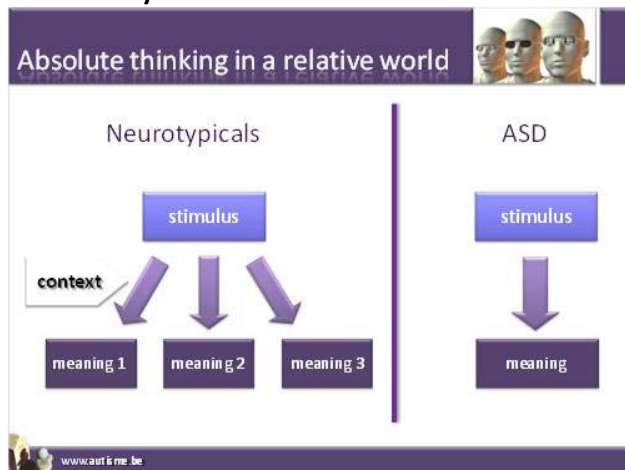 Absolute thinking in a relative world
Neurotypicals
stimulus
context
meaning 1
meaning 2
meaning 3
ASD
stimulus
meaning
www.autisme.be